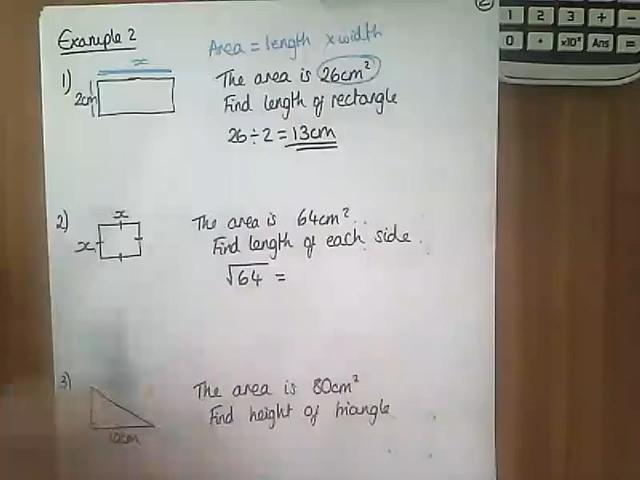 2
Example 2
Area = length x width
1)
x
2cm
The area is 26cm²
Find length of rectangle
26 ÷ 2 = 13cm
2)
x
x
The area is 64cm²..
Find length of each side.
√64 =
3)
10cm
The area is 80cm²
Find height of triangle
1 2 3 + −
0 . x10ˣ Ans =